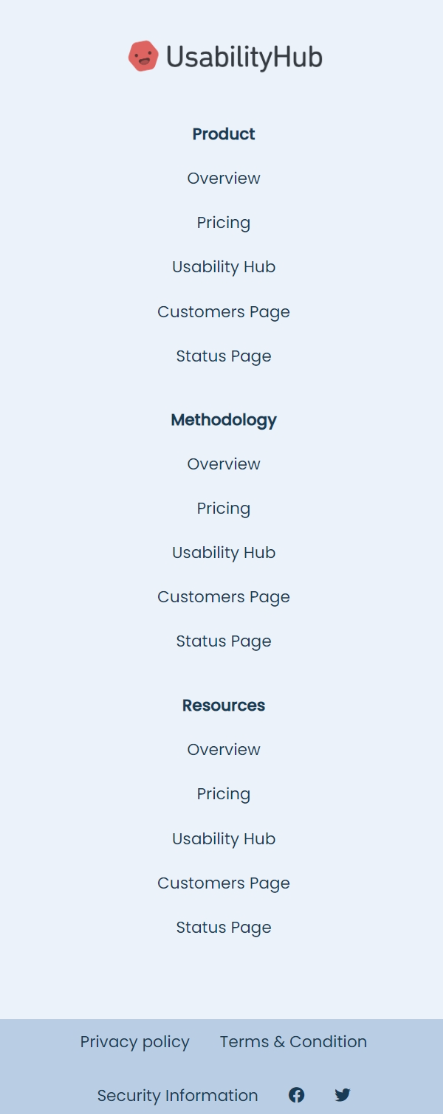 UsabilityHub
Product
Overview
Pricing
Usability Hub
Customers Page
Status Page
Methodology
Overview
Pricing
Usability Hub
Customers Page
Status Page
Resources
Overview
Pricing
Usability Hub
Customers Page
Status Page
Privacy policy Terms & Condition
Security Information